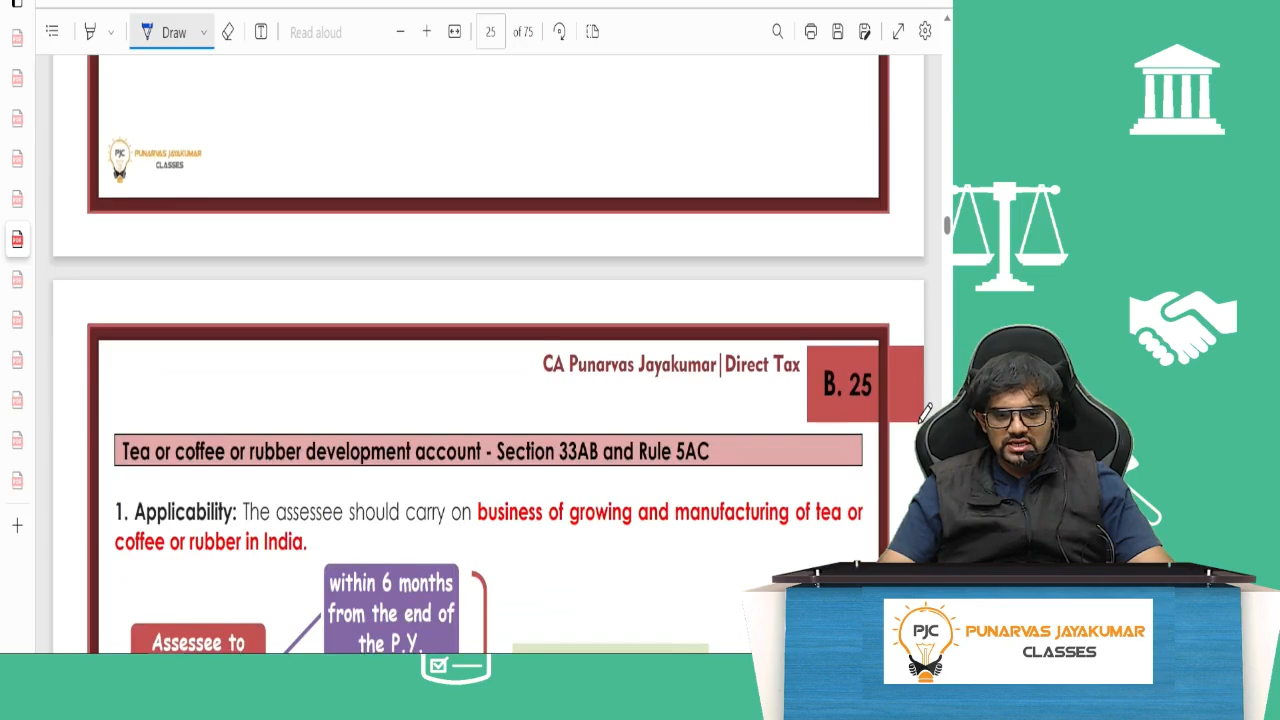 Draw
Read aloud
25
of 75
PJC
PUNARVAS JAYAKUMAR
CLASSES
CA Punarvas Jayakumar|Direct Tax
B. 25
Tea or coffee or rubber development account - Section 33AB and Rule 5AC
1. Applicability: The assessee should carry on business of growing and manufacturing of tea or
coffee or rubber in India.
within 6 months
from the end of
the P.Y.
Assessee to
PJC
PUNARVAS JAYAKUMAR
CLASSES